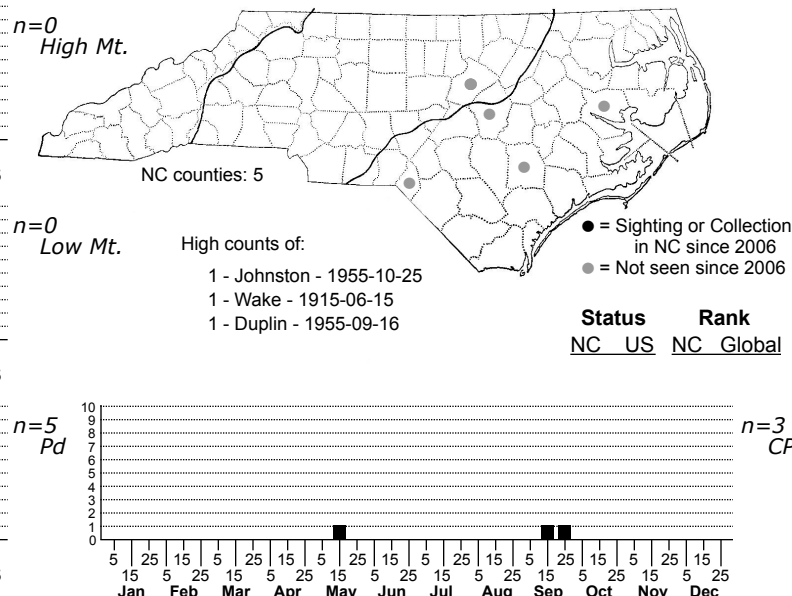 n=0
High Mt.
NC counties: 5
n=0
Low Mt.
High counts of:
1 - Johnston - 1955-10-25
1 - Wake - 1915-06-15
1 - Duplin - 1955-09-16
● = Sighting or Collection
in NC since 2006
● = Not seen since 2006
Status Rank
NC US NC Global
n=5
Pd
n=3
CP
10
9
8
7
6
5
4
3
2
1
0
5 25 15 5 25 15 5 25 15 5 25 15 5 25 15 5 25 15
15 5 25 15 5 25 15 5 25 15 5 25 15 5 25 15 5 25
Jan Feb Mar Apr May Jun Jul Aug Sep Oct Nov Dec